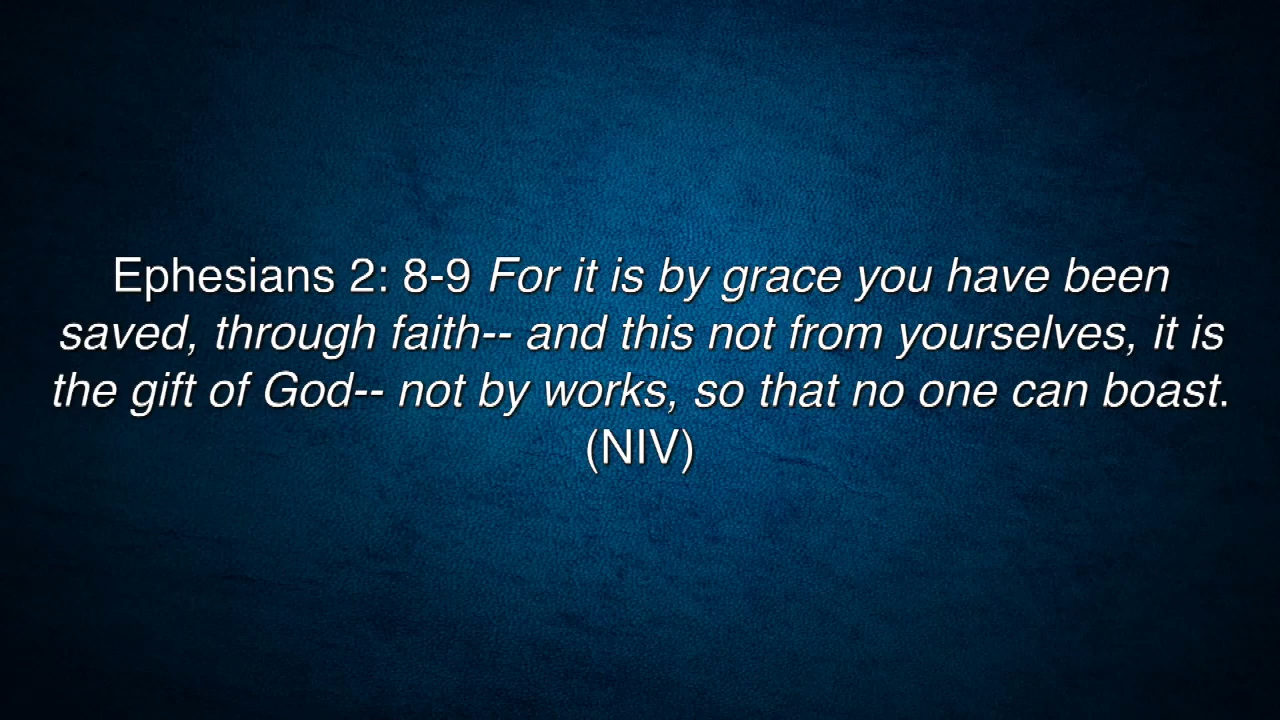 Ephesians 2: 8-9 For it is by grace you have been
saved, through faith-- and this not from yourselves, it is
the gift of God-- not by works, so that no one can boast.
(NIV)